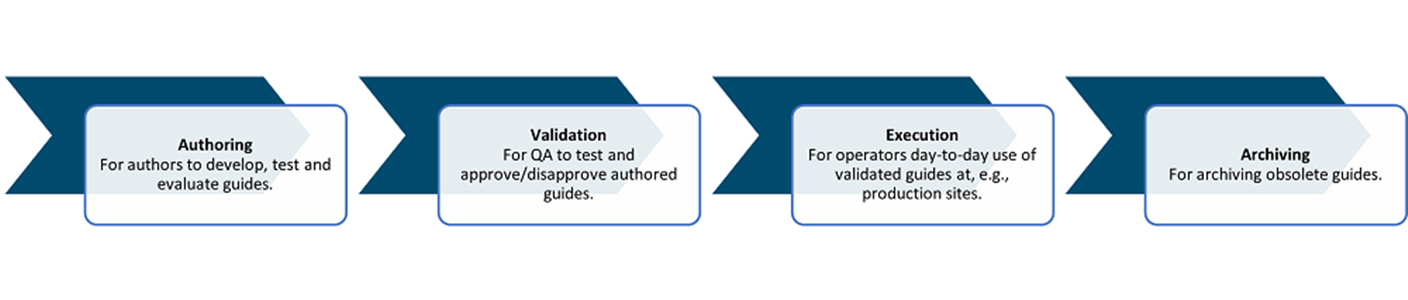 Authoring
For authors to develop, test and
evaluate guides.
Validation
For QA to test and
approve/disapprove authored
guides.
Execution
For operators day-to-day use of
validated guides at, e.g.,
production sites.
Archiving
For archiving obsolete guides.